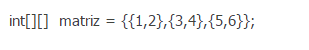 int[][] matriz = {{1,2},{3,4},{5,6}};